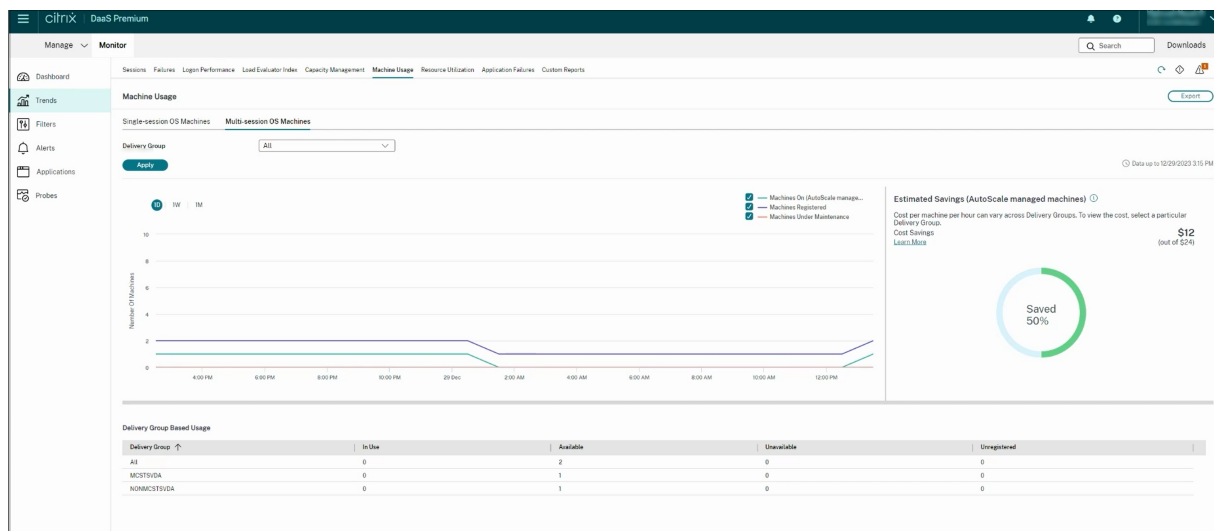 citrix | DaaS Premium
Manage Monitor Search Downloads
Dashboard
Trends
Filters
Alerts
Applications
Probes
Sessions Failures Logon Performance Load Evaluator Index Capacity Management Machine Usage Resource Utilization Application Failures Custom Reports
Machine Usage Export
Single-session OS Machines Multi-session OS Machines
Delivery Group All
Apply Data up to 12/29/2023 3:15 PM
1D 1W 1M
Machines On (AutoScale manage...
Machines Registered
Machines Under Maintenance
Number Of Machines
10
8
6
4
2
0
4:00 PM 6:00 PM 8:00 PM 10:00 PM 29 Dec 2:00 AM 4:00 AM 6:00 AM 8:00 AM 10:00 AM 12:00 PM
Estimated Savings (AutoScale managed machines)
Cost per machine per hour can vary across Delivery Groups. To view the cost, select a particular
Delivery Group.
Cost Savings $12
Learn More (out of $24)
Saved
50%
Delivery Group Based Usage
Delivery Group In Use Available Unavailable Unregistered
All 0 2 0 0
MCSTSVDA 0 1 0 0
NONMCSTSVDA 0 1 0 0